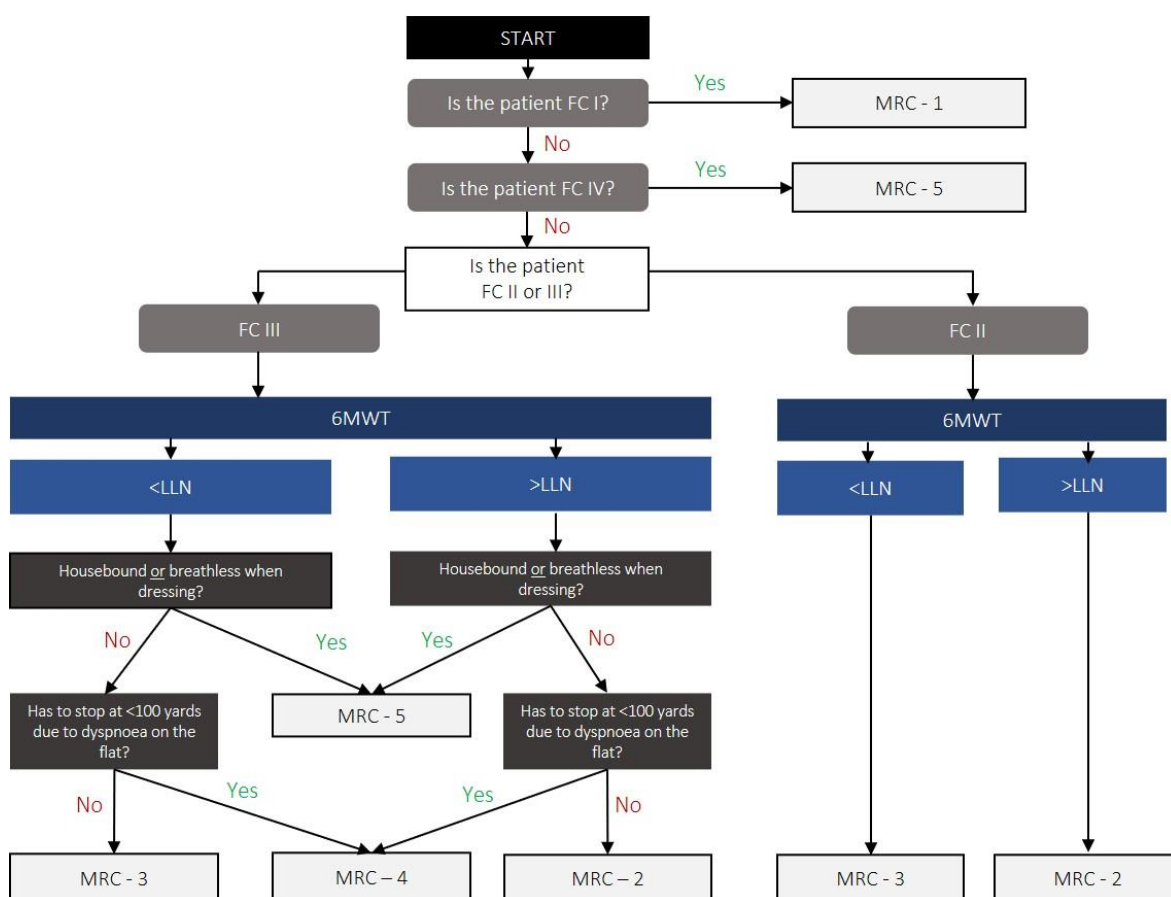 START
Is the patient FC I?
Yes
MRC - 1
No
Is the patient FC IV?
Yes
MRC - 5
No
Is the patient
FC II or III?
FC III
FC II
6MWT
6MWT
<LLN
>LLN
<LLN
>LLN
Housebound or breathless when
dressing?
Housebound or breathless when
dressing?
No
Yes
Yes
No
Has to stop at <100 yards
due to dyspnoea on the
flat?
MRC - 5
Has to stop at <100 yards
due to dyspnoea on the
flat?
No
Yes
Yes
No
MRC - 3
MRC – 4
MRC – 2
MRC - 3
MRC - 2